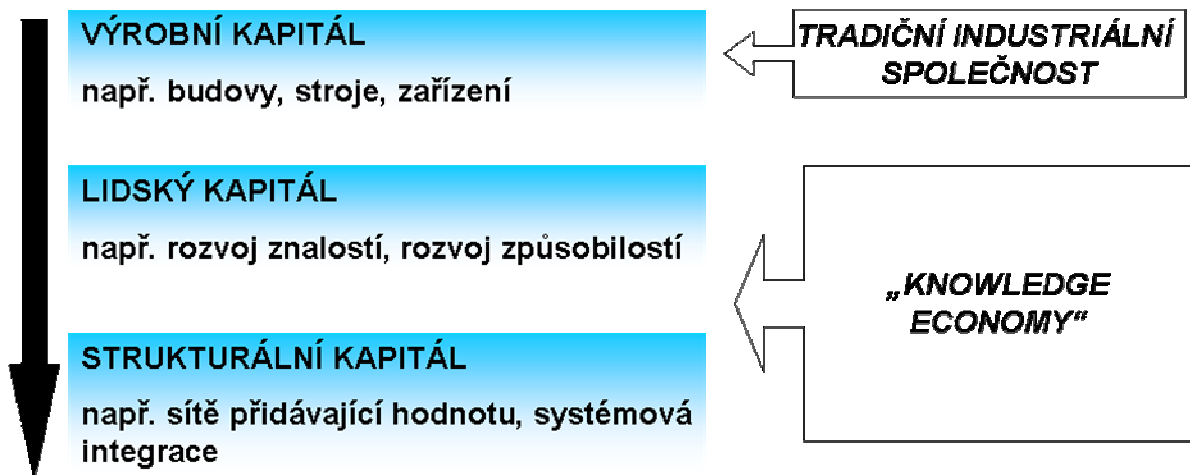 VÝROBNÍ KAPITÁL
např. budovy, stroje, zařízení
TRADIČNÍ INDUSTRIÁLNÍ
SPOLEČNOST
LIDSKÝ KAPITÁL
např. rozvoj znalostí, rozvoj způsobilostí
„KNOWLEDGE
ECONOMY“
STRUKTURÁLNÍ KAPITÁL
např. sítě přidávající hodnotu, systémová
integrace